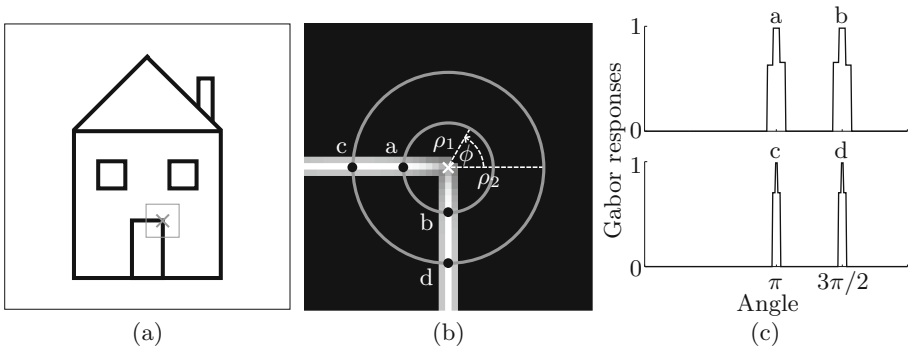 c
a
ρ1
ϕ
ρ2
b
d
Gabor responses
1
a
b
0
1
c
d
0
π
3π/2
Angle
(a)
(b)
(c)